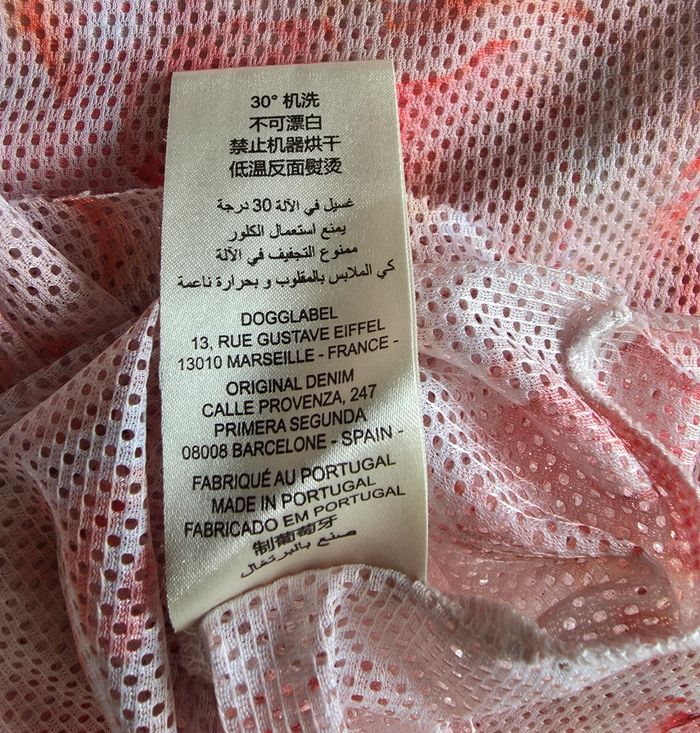 30° 机洗
不可漂白
禁止机器烘干
低温反面熨烫
غسيل في الآلة 30 درجة
يمنع استعمال الكلور
ممنوع التجفيف في الآلة
كي الملابس بالمقلوب و بحرارة ناعمة
DOGGLABEL
13, RUE GUSTAVE EIFFEL
13010 MARSEILLE - FRANCE -
ORIGINAL DENIM
CALLE PROVENZA, 247
PRIMERA SEGUNDA
08008 BARCELONE - SPAIN -
FABRIQUÉ AU PORTUGAL
MADE IN PORTUGAL
FABRICADO EM PORTUGAL
制葡萄牙
صنع بالبرتغال